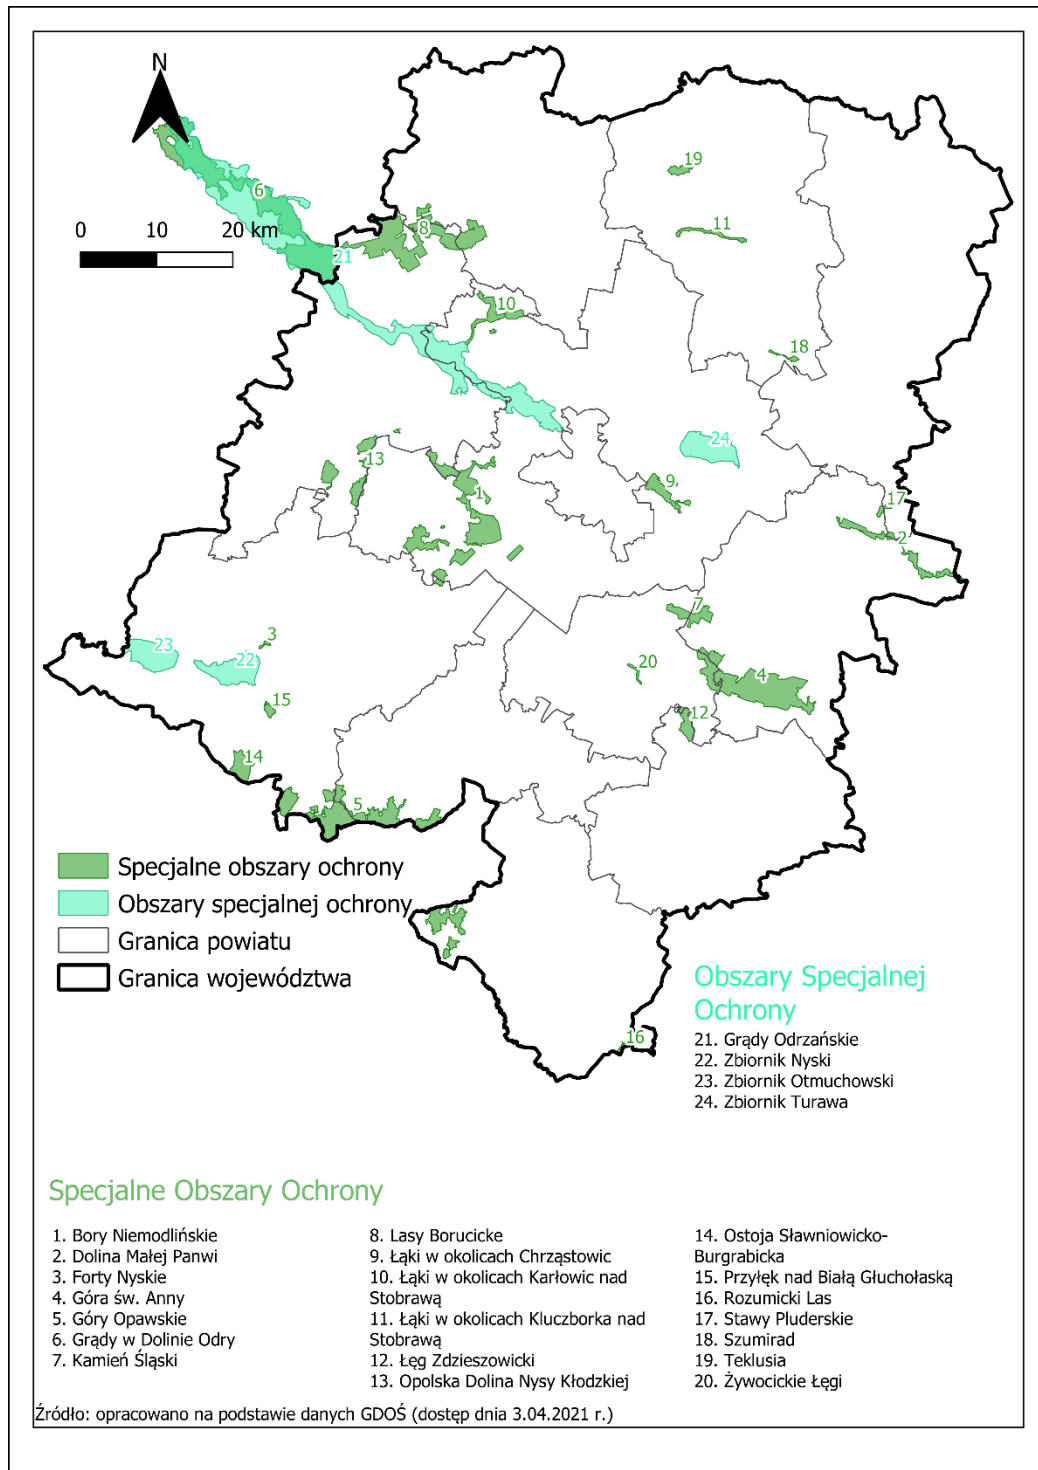 N
0 10 20 km
6
21
8
10
19
11
18
24
13
1
9
17
2
7
3
23
22
20
4
15
12
14
5
16
Specjalne obszary ochrony
Obszary specjalnej ochrony
Granica powiatu
Granica województwa
Obszary Specjalnej
Ochrony
21. Grądy Odrzańskie
22. Zbiornik Nyski
23. Zbiornik Otmuchowski
24. Zbiornik Turawa
Specjalne Obszary Ochrony
1. Bory Niemodlińskie
2. Dolina Małej Panwi
3. Forty Nyskie
4. Góra św. Anny
5. Góry Opawskie
6. Grądy w Dolinie Odry
7. Kamień Śląski
8. Lasy Borucicke
9. Łąki w okolicach Chrząstowic
10. Łąki w okolicach Karłowic nad
Stobrawą
11. Łąki w okolicach Kluczborka nad
Stobrawą
12. Łęg Zdzieszowicki
13. Opolska Dolina Nysy Kłodzkiej
14. Ostoja Sławniowicko-
Burgrabicka
15. Przyłęk nad Białą Głuchołaską
16. Rozumicki Las
17. Stawy Pluderskie
18. Szumirad
19. Teklusia
20. Żywocickie Łęgi
Źródło: opracowano na podstawie danych GDOŚ (dostęp dnia 3.04.2021 r.)